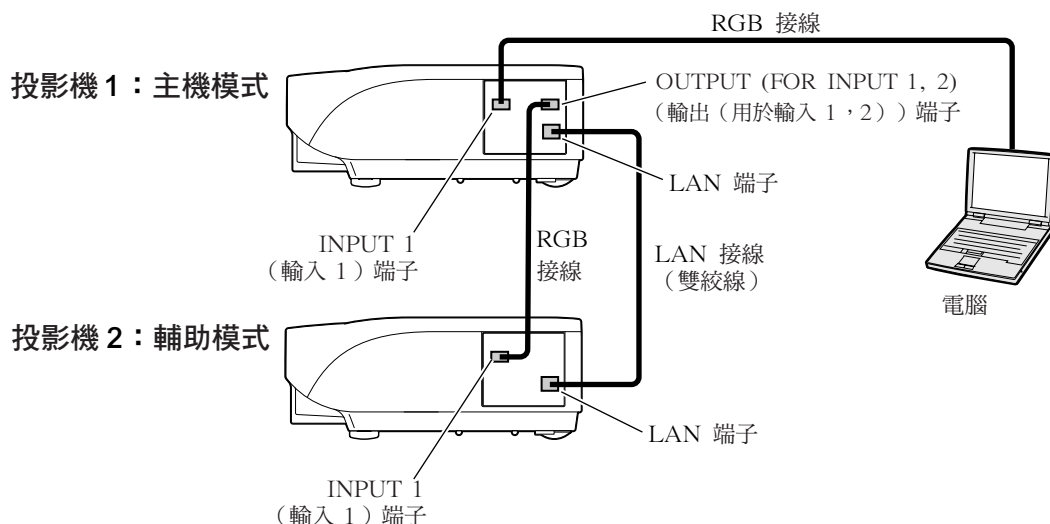 RGB 接線
投影機 1：主機模式
OUTPUT (FOR INPUT 1, 2)
（輸出（用於輸入 1，2））端子
LAN 端子
INPUT 1
（輸入 1）端子
RGB
接線
LAN 接線
（雙絞線）
電腦
投影機 2：輔助模式
LAN 端子
INPUT 1
（輸入 1）端子